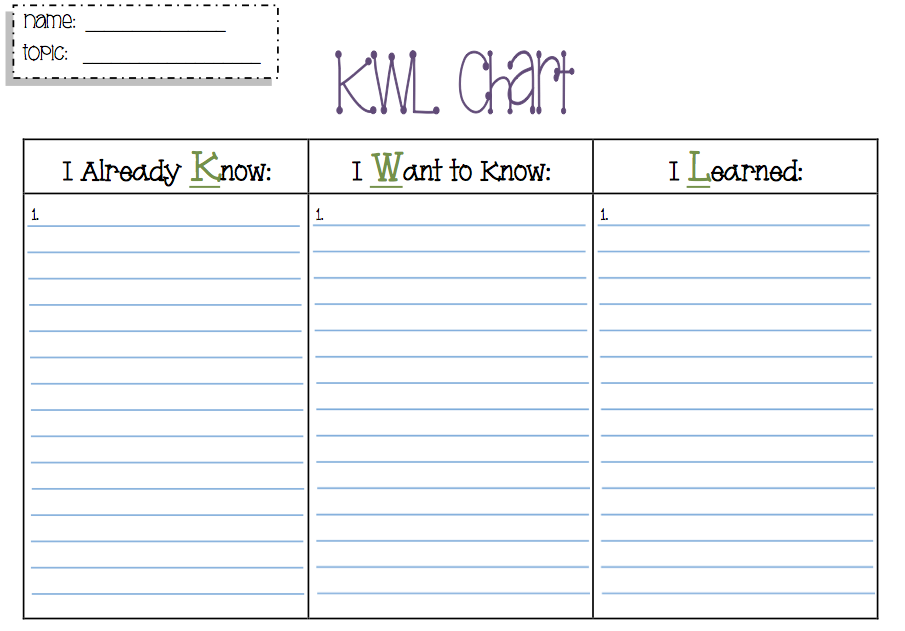 name:
topic:
KWL Chart
I Already Know:
I Want to Know:
I Learned:
1.
1.
1.